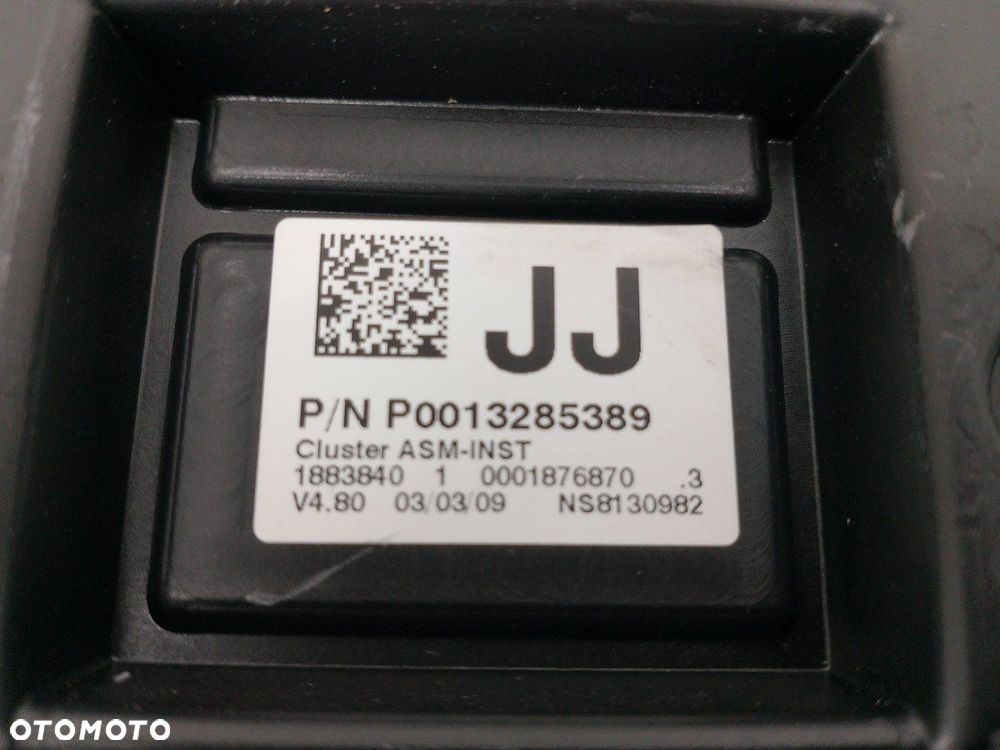 JJ
P/N P0013285389
Cluster ASM-INST
1883840 1 0001876870 .3
V4.80 03/03/09 NS8130982
OTOMOTO